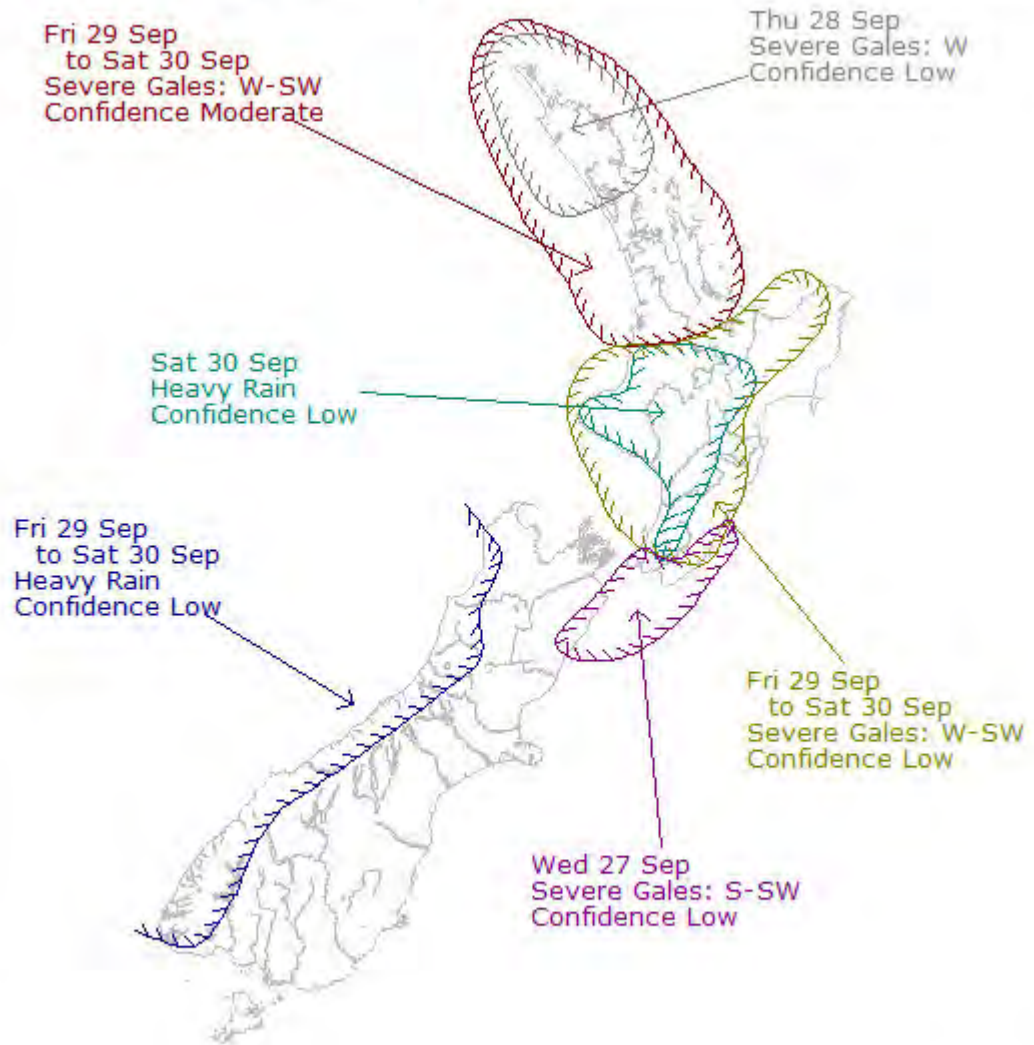 Fri 29 Sep
to Sat 30 Sep
Severe Gales: W-SW
Confidence Moderate
Thu 28 Sep
Severe Gales: W
Confidence Low
Sat 30 Sep
Heavy Rain
Confidence Low
Fri 29 Sep
to Sat 30 Sep
Heavy Rain
Confidence Low
Fri 29 Sep
to Sat 30 Sep
Severe Gales: W-SW
Confidence Low
Wed 27 Sep
Severe Gales: S-SW
Confidence Low